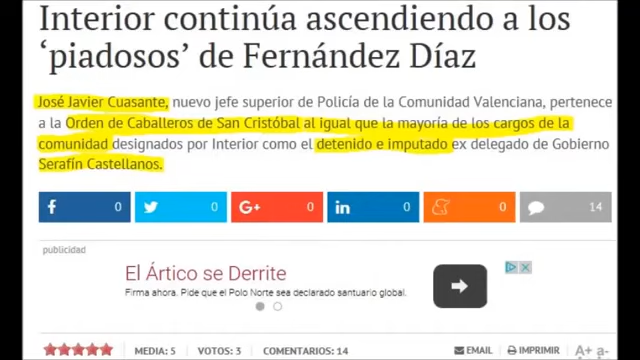 Interior continúa ascendiendo a los
‘piadosos’ de Fernández Díaz
José Javier Cuasante, nuevo jefe superior de Policía de la Comunidad Valenciana, pertenece
a la Orden de Caballeros de San Cristóbal al igual que la mayoría de los cargos de la
comunidad designados por Interior como el detenido e imputado ex delegado de Gobierno
Serafín Castellanos.
0 0 0 0 0 14
publicidad
El Ártico se Derrite
Firma ahora. Pide que el Polo Norte sea declarado santuario global.
MEDIA: 5 VOTOS: 3 COMENTARIOS: 14 EMAIL IMPRIMIR A+ a-